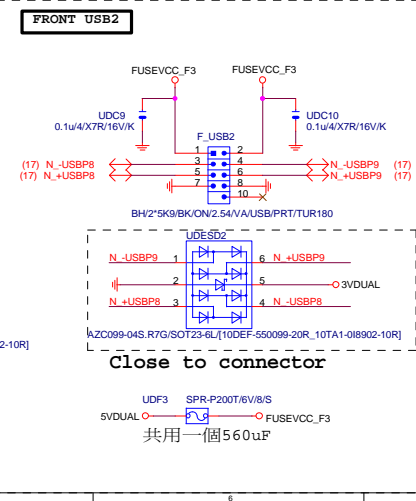 FRONT USB2
FUSEVCC_F3 FUSEVCC_F3
UDC9 UDC10
0.1u/4/X7R/16V/K 0.1u/4/X7R/16V/K
F_USB2
1 2
(17) N_-USBP8 3 4 N_-USBP9 (17)
(17) N_+USBP8 5 6 N_+USBP9 (17)
7 8
10
BH/2*5K9/BK/ON/2.54/VA/USB/PRT/TUR180
UDESD2
N_-USBP9 1 6 N_+USBP9
2 5 3VDUAL
N_+USBP8 3 4 N_-USBP8
AZC099-04S.R7G/SOT23-6L/[10DEF-550099-20R_10TA1-0I8902-10R]
2-10R]
Close to connector
UDF3 SPR-P200T/6V/8/S
5VDUAL FUSEVCC_F3
共用一個560uF
6